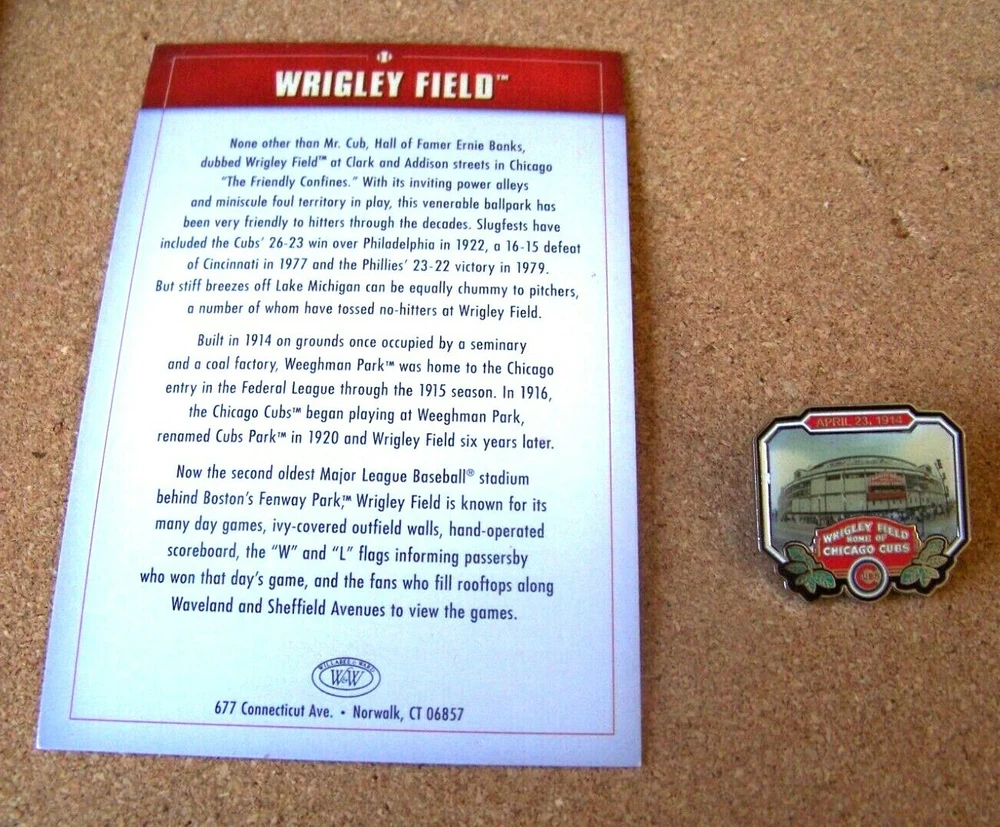 WRIGLEY FIELD™
None other than Mr. Cub, Hall of Famer Ernie Banks,
dubbed Wrigley Field™ at Clark and Addison streets in Chicago
"The Friendly Confines." With its inviting power alleys
and miniscule foul territory in play, this venerable ballpark has
been very friendly to hitters through the decades. Slugfests have
included the Cubs' 26-23 win over Philadelphia in 1922, a 16-15 defeat
of Cincinnati in 1977 and the Phillies' 23-22 victory in 1979.
But stiff breezes off Lake Michigan can be equally chummy to pitchers,
a number of whom have tossed no-hitters at Wrigley Field.
Built in 1914 on grounds once occupied by a seminary
and a coal factory, Weeghman Park™ was home to the Chicago
entry in the Federal League through the 1915 season. In 1916,
the Chicago Cubs™ began playing at Weeghman Park,
renamed Cubs Park™ in 1920 and Wrigley Field six years later.
Now the second oldest Major League Baseball® stadium
behind Boston's Fenway Park,™ Wrigley Field is known for its
many day games, ivy-covered outfield walls, hand-operated
scoreboard, the "W" and "L" flags informing passersby
who won that day's game, and the fans who fill rooftops along
Waveland and Sheffield Avenues to view the games.
WILLABEE & WARD
W&W
677 Connecticut Ave. • Norwalk, CT 06857
APRIL 23, 1914
WRIGLEY FIELD
HOME OF
CHICAGO CUBS